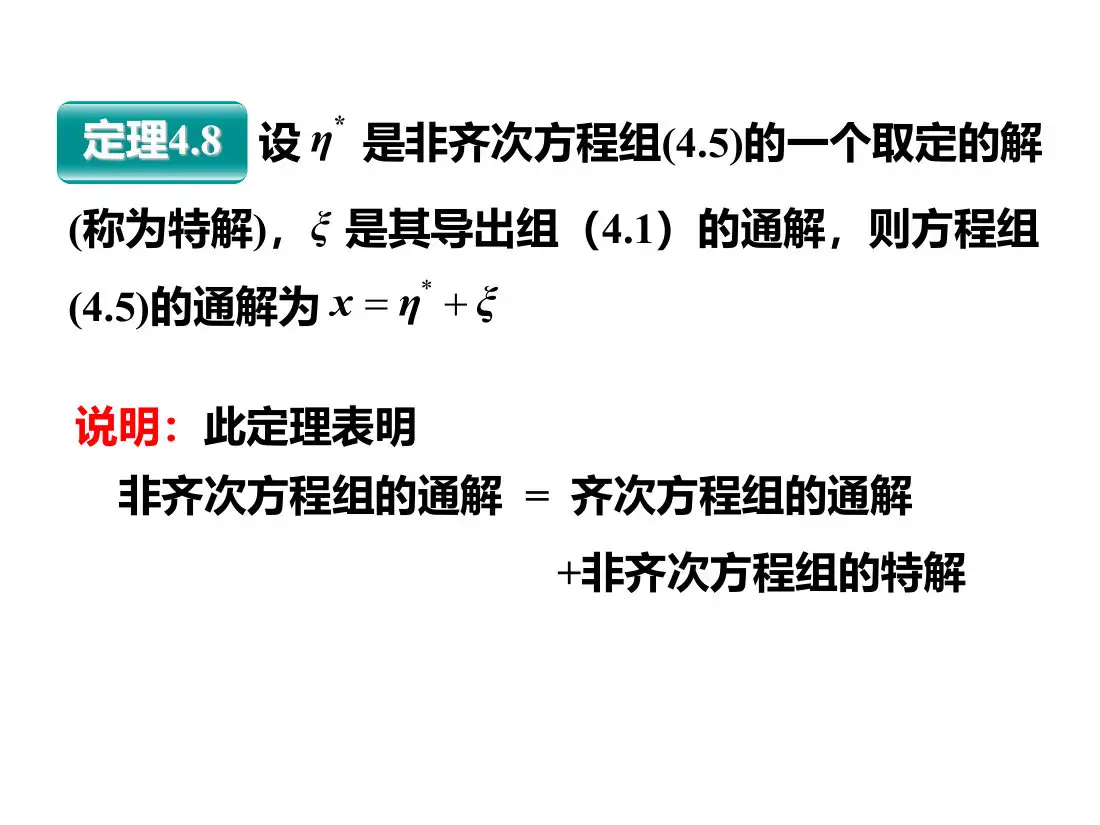 定理4.8 设 η* 是非齐次方程组(4.5)的一个取定的解
(称为特解)，ξ 是其导出组（4.1）的通解，则方程组
(4.5)的通解为 x = η* + ξ
说明：此定理表明
非齐次方程组的通解 = 齐次方程组的通解
+非齐次方程组的特解